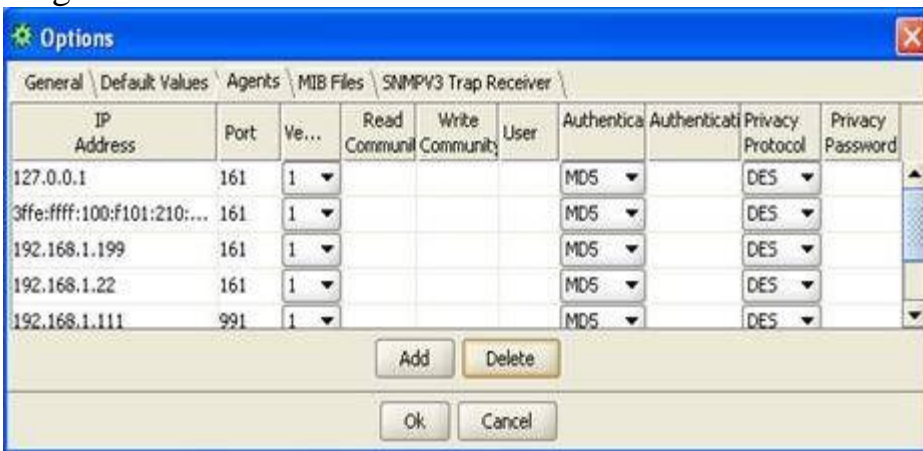 Options
General Default Values Agents MIB Files SNMPV3 Trap Receiver
IP Address Port Ve... Read Communit Write Community User Authentica Authenticati Privacy Protocol Privacy Password
127.0.0.1 161 1 MD5 DES
3ffe:ffff:100:f101:210:... 161 1 MD5 DES
192.168.1.199 161 1 MD5 DES
192.168.1.22 161 1 MD5 DES
192.168.1.111 991 1 MD5 DES
Add Delete
Ok Cancel